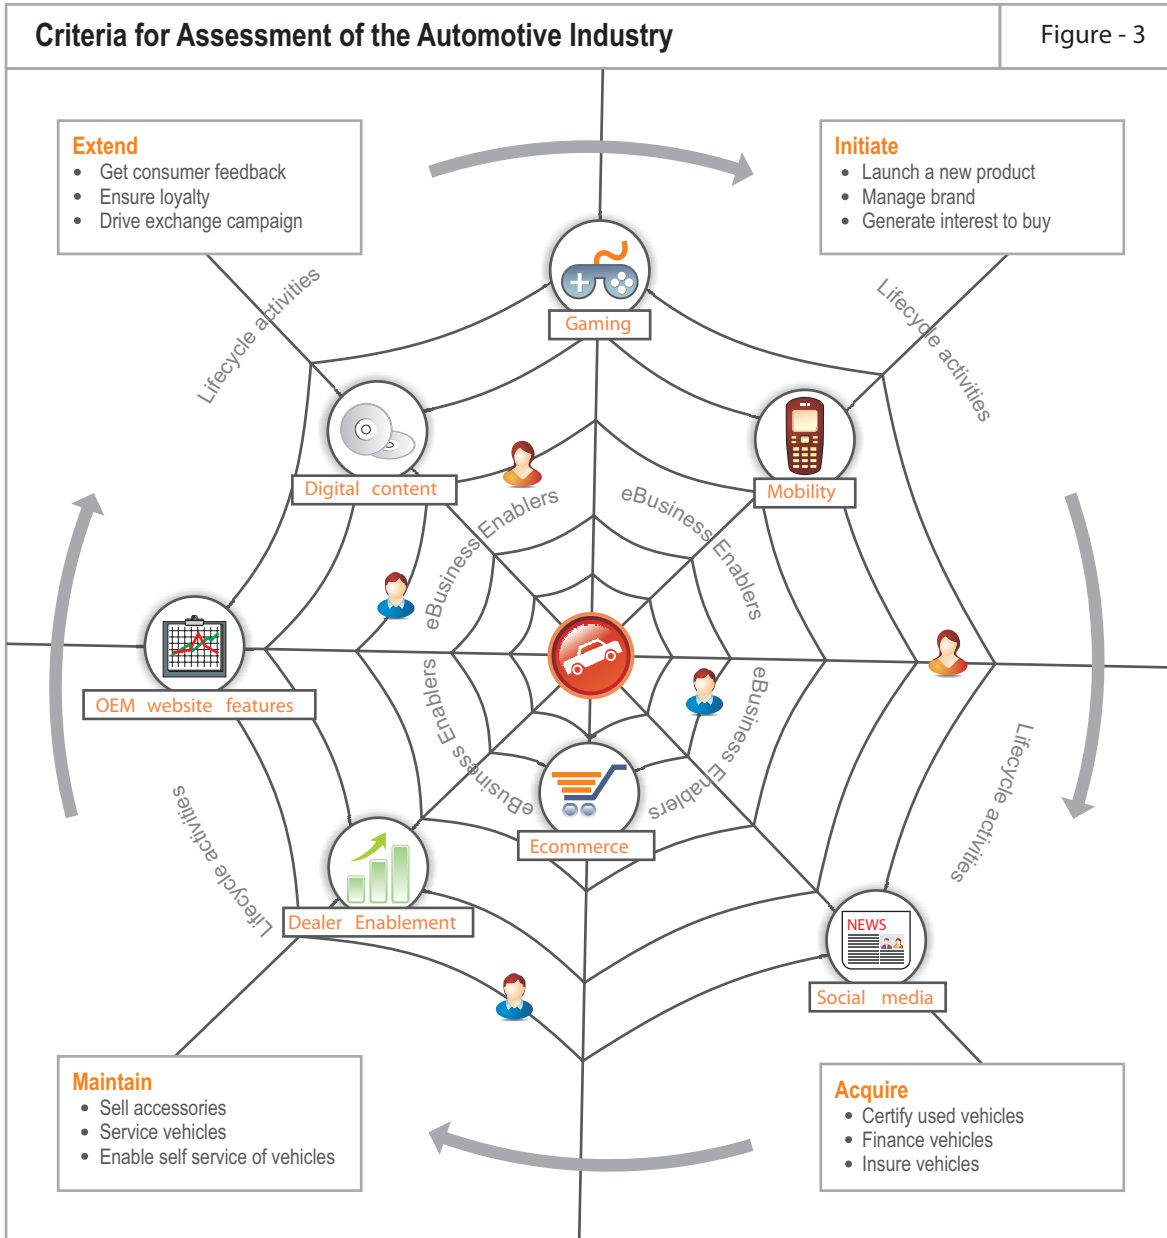 Criteria for Assessment of the Automotive Industry
Figure - 3
Extend
• Get consumer feedback
• Ensure loyalty
• Drive exchange campaign
Initiate
• Launch a new product
• Manage brand
• Generate interest to buy
Lifecycle activities
Lifecycle activities
Gaming
Digital content
Mobility
eBusiness Enablers
eBusiness Enablers
OEM website features
eBusiness Enablers
eBusiness Enablers
eBusiness Enablers
Ecommerce
Lifecycle activities
Lifecycle activities
Dealer Enablement
NEWS
Social media
Maintain
• Sell accessories
• Service vehicles
• Enable self service of vehicles
Acquire
• Certify used vehicles
• Finance vehicles
• Insure vehicles